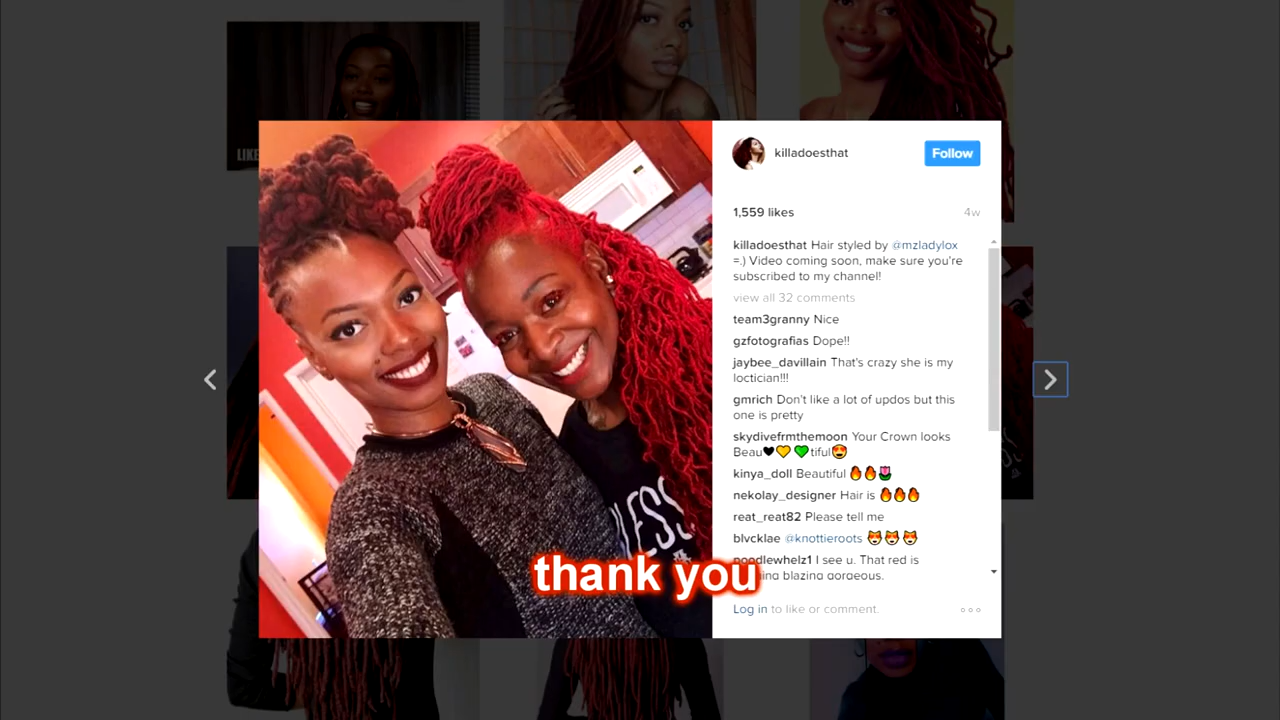 LIKE
killadoesthat
Follow
1,559 likes
4w
killadoesthat Hair styled by @mzladylox
=.) Video coming soon, make sure you're
subscribed to my channel!
view all 32 comments
team3granny Nice
gzfotografias Dope!!
jaybee_davillain That's crazy she is my
loctician!!!
gmrich Don't like a lot of updos but this
one is pretty
skydivefrmthemoon Your Crown looks
Beau🖤💛 💚tiful😍
kinya_doll Beautiful 🔥🔥🌷
nekolay_designer Hair is 🔥🔥🔥
reat_reat82 Please tell me
blvcklae @knottieroots 😻😻😻
poodlewhelz1 I see u. That red is
blazing gorgeous.
thank you
Log in to like or comment.